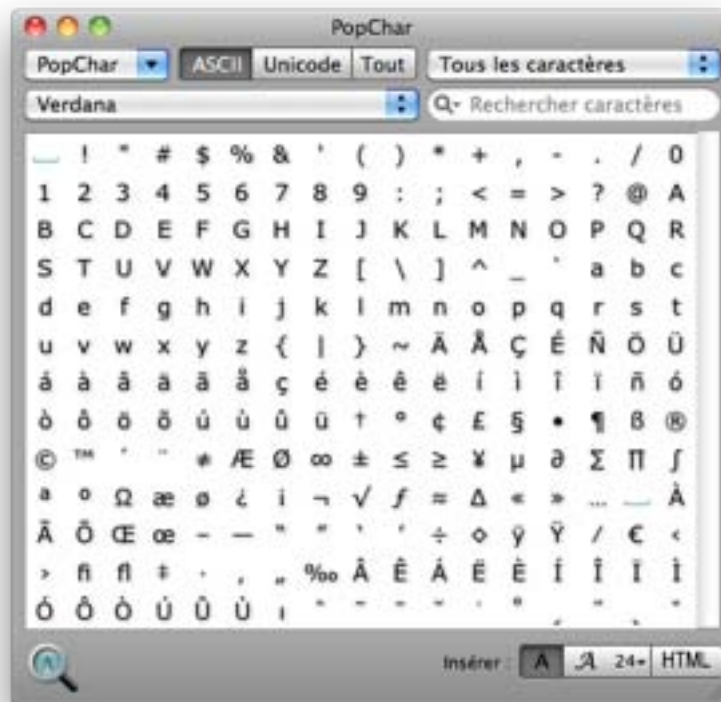 PopChar
PopChar ASCII Unicode Tout Tous les caractères
Verdana Rechercher caractères
! " # $ % & ' ( ) * + , - . / 0
1 2 3 4 5 6 7 8 9 : ; < = > ? @ A
B C D E F G H I J K L M N O P Q R
S T U V W X Y Z [ \ ] ^ _ ` a b c
d e f g h i j k l m n o p q r s t
u v w x y z { | } ~ Ä Å Ç É Ñ Ö Ü
á à â ä ã å ç é è ê ë í ì î ï ñ ó
ò ô ö õ ú ù û ü † ° ¢ £ § • ¶ ß ®
© ™ ´ ¨ ≠ Æ Ø ∞ ± ≤ ≥ ¥ µ ∂ Σ Π ∫
ª º Ω æ ø ¿ ¡ ¬ √ ƒ ≈ Δ « » … À
Ã Õ Œ œ – — “ ” ‘ ’ ÷ ◊ ÿ Ÿ / € ‹
› fi fl ‡ · ‚ „ ‰ Â Ê Á Ë È Í Î Ï Ì
Ó Ô Ò Ú Û Ù ı
Insérer : A A 24 HTML